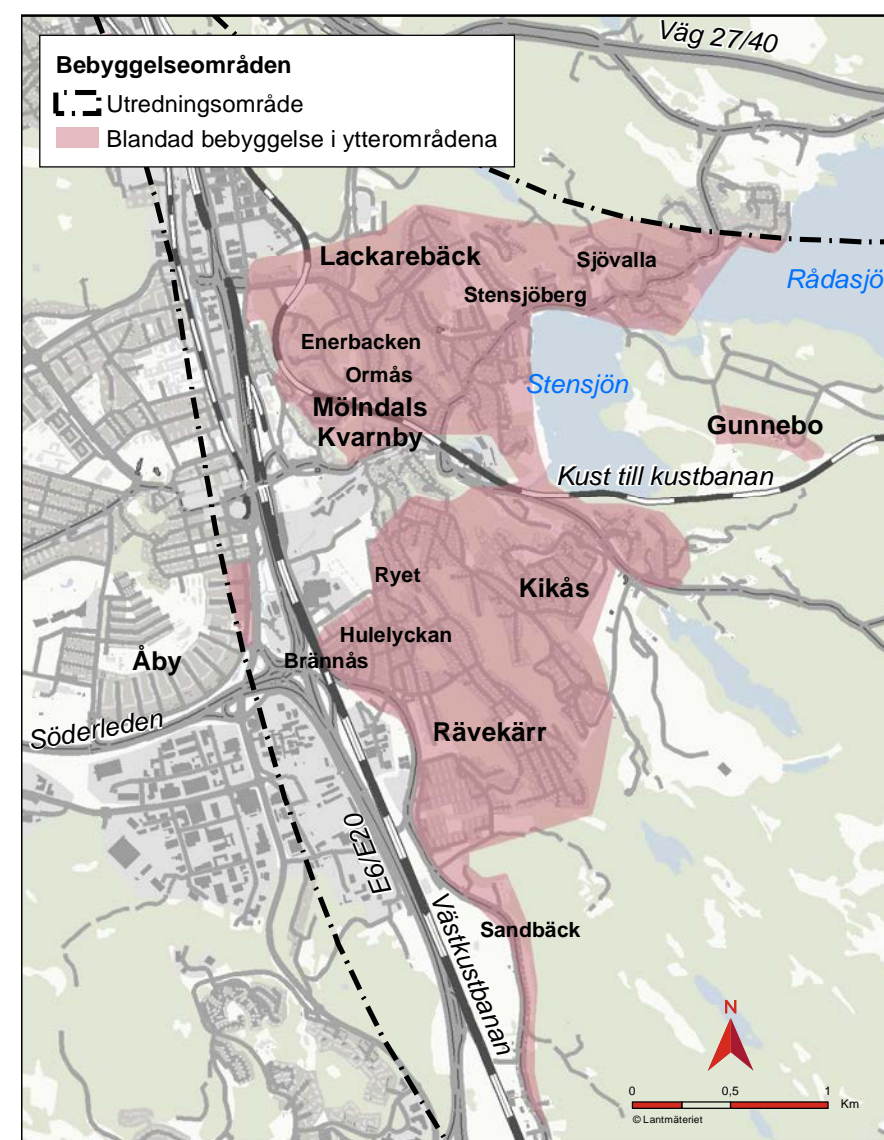 Väg 27/40
Bebyggelseområden
Utredningsområde
Blandad bebyggelse i ytterområdena
Lackarebäck
Sjövalla
Rådasjö
Stensjöberg
Enerbacken
Ormås
Stensjön
Mölndals
Kvarnby
Gunnebo
Kust till kustbanan
Ryet
Kikås
Hulelyckan
Åby
Brännås
Söderleden
Rävekärr
E6/E20
Västkustbanan
Sandbäck
N
0 0,5 1
Km
© Lantmäteriet